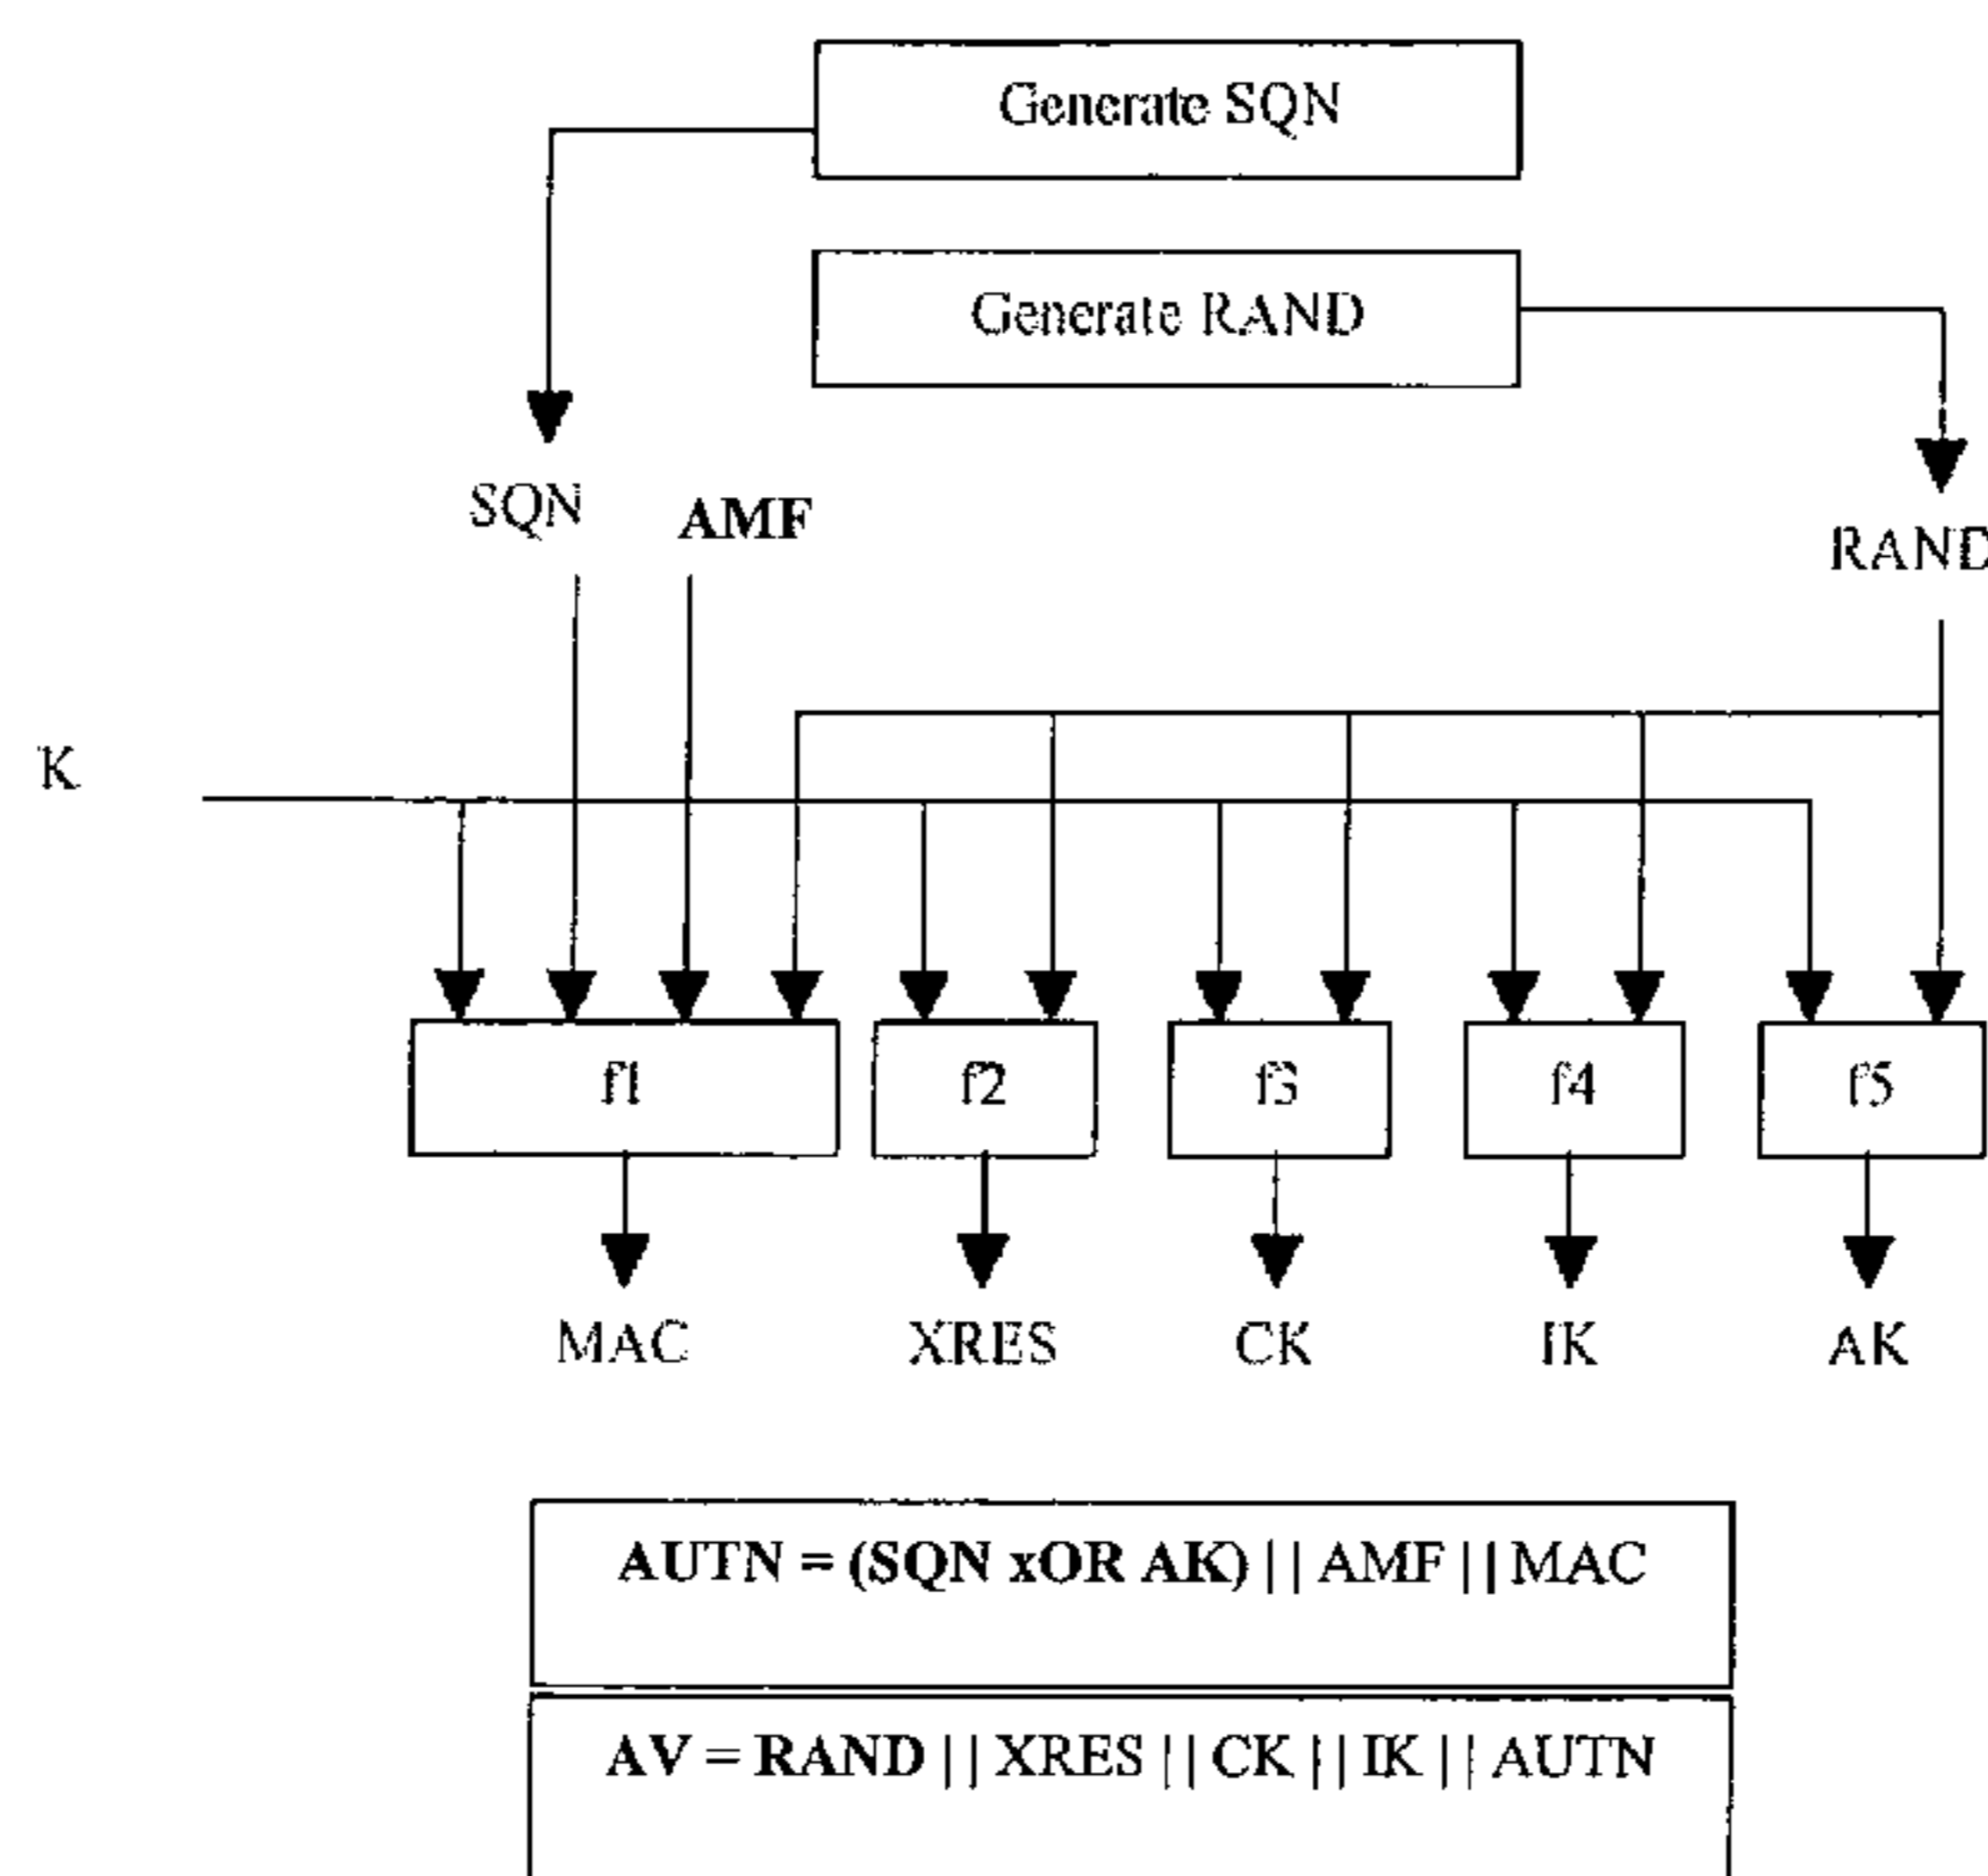 Generate SQN
Generate RAND
SQN
AMF
RAND
K
f1
f2
f3
f4
f5
MAC
XRES
CK
IK
AK
AUTN = (SQN xOR AK) || AMF || MAC
AV = RAND || XRES || CK || IK || AUTN